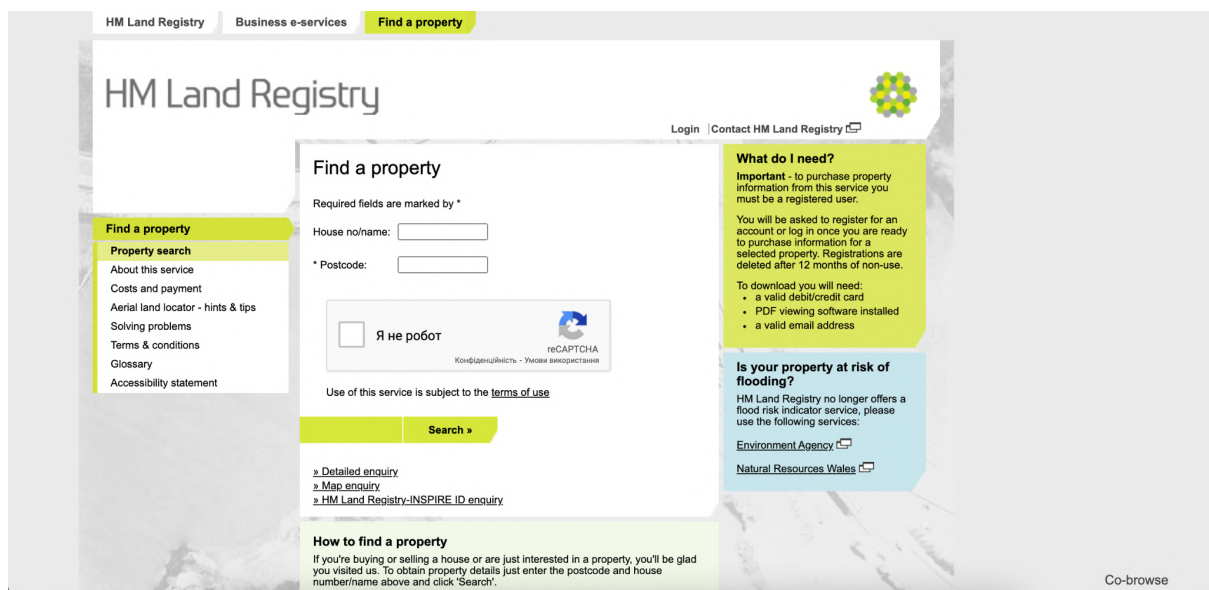 HM Land Registry
Business e-services
Find a property
HM Land Registry
Login | Contact HM Land Registry
Find a property
Property search
About this service
Costs and payment
Aerial land locator - hints & tips
Solving problems
Terms & conditions
Glossary
Accessibility statement
Find a property
Required fields are marked by *
House no/name:
* Postcode:
Я не робот
reCAPTCHA
Конфіденційність - Умови використання
Use of this service is subject to the terms of use
Search »
» Detailed enquiry
» Map enquiry
» HM Land Registry-INSPIRE ID enquiry
How to find a property
If you're buying or selling a house or are just interested in a property, you'll be glad
you visited us. To obtain property details just enter the postcode and house
number/name above and click 'Search'.
What do I need?
Important - to purchase property
information from this service you
must be a registered user.
You will be asked to register for an
account or log in once you are ready
to purchase information for a
selected property. Registrations are
deleted after 12 months of non-use.
To download you will need:
• a valid debit/credit card
• PDF viewing software installed
• a valid email address
Is your property at risk of
flooding?
HM Land Registry no longer offers a
flood risk indicator service, please
use the following services:
Environment Agency
Natural Resources Wales
Co-browse